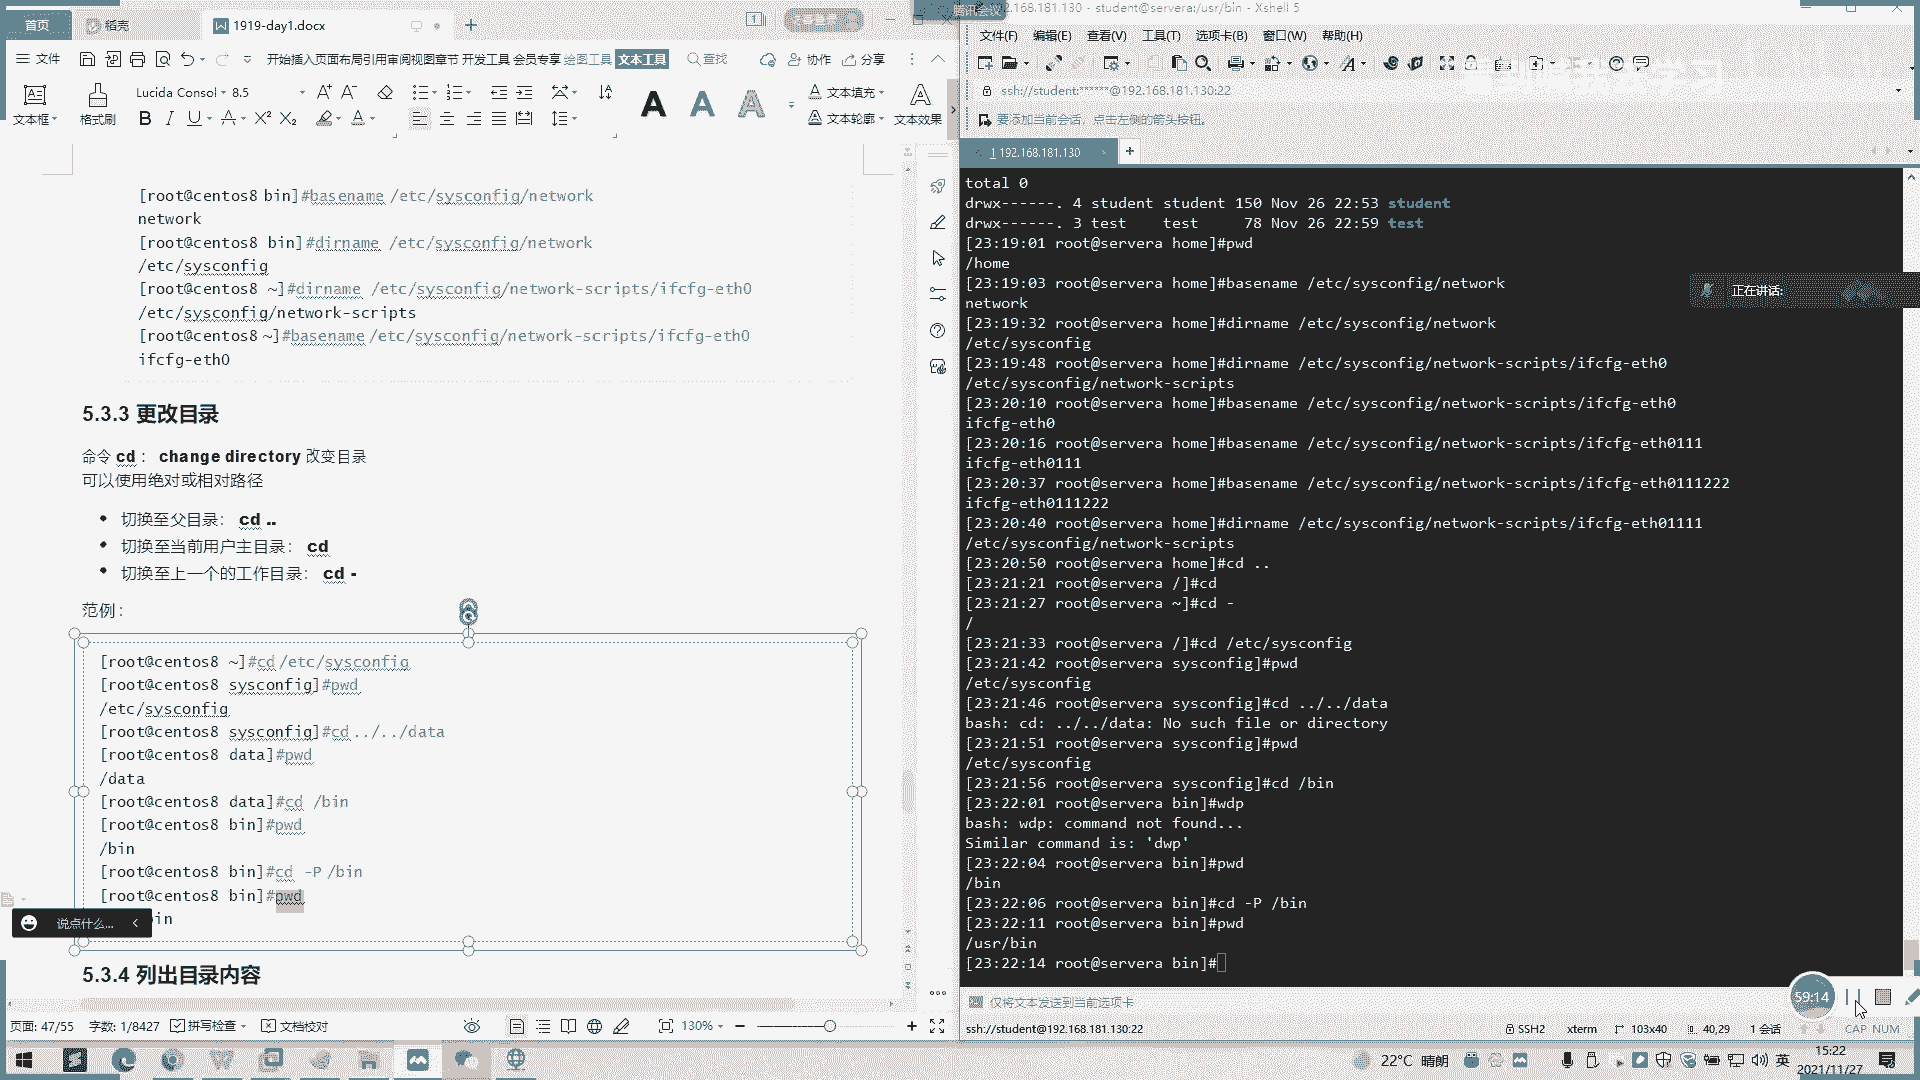 首页
稻壳
1919-day1.docx
文件
开始 插入 页面布局 引用 审阅 视图 章节 开发工具 会员专享 绘图工具 文本工具
查找
协作
分享
文本框
格式刷
Lucida Consol
8.5
文本填充
文本轮廓
文本效果
[root@centos8 bin]#basename /etc/sysconfig/network
network
[root@centos8 bin]#dirname /etc/sysconfig/network
/etc/sysconfig
[root@centos8 ~]#dirname /etc/sysconfig/network-scripts/ifcfg-eth0
/etc/sysconfig/network-scripts
[root@centos8 ~]#basename /etc/sysconfig/network-scripts/ifcfg-eth0
ifcfg-eth0
5.3.3 更改目录
命令 cd : change directory 改变目录
可以使用绝对或相对路径
• 切换至父目录： cd ..
• 切换至当前用户主目录： cd
• 切换至上一个的工作目录： cd -
范例：
[root@centos8 ~]#cd /etc/sysconfig
[root@centos8 sysconfig]#pwd
/etc/sysconfig
[root@centos8 sysconfig]#cd ../../data
[root@centos8 data]#pwd
/data
[root@centos8 data]#cd /bin
[root@centos8 bin]#pwd
/bin
[root@centos8 bin]#cd -P /bin
[root@centos8 bin]#pwd
in
说点什么...
5.3.4 列出目录内容
页面: 47/55 字数: 1/8427 拼写检查 文档校对 130%
腾讯会议
192.168.181.130 - student@servera:/usr/bin - Xshell 5
文件(F) 编辑(E) 查看(V) 工具(T) 选项卡(B) 窗口(W) 帮助(H)
ssh://student:******@192.168.181.130:22
要添加当前会话，点击左侧的箭头按钮。
1 192.168.181.130
total 0
drwx------. 4 student student 150 Nov 26 22:53 student
drwx------. 3 test    test     78 Nov 26 22:59 test
[23:19:01 root@servera home]#pwd
/home
[23:19:03 root@servera home]#basename /etc/sysconfig/network
network
[23:19:32 root@servera home]#dirname /etc/sysconfig/network
/etc/sysconfig
[23:19:48 root@servera home]#dirname /etc/sysconfig/network-scripts/ifcfg-eth0
/etc/sysconfig/network-scripts
[23:20:10 root@servera home]#basename /etc/sysconfig/network-scripts/ifcfg-eth0
ifcfg-eth0
[23:20:16 root@servera home]#basename /etc/sysconfig/network-scripts/ifcfg-eth0111
ifcfg-eth0111
[23:20:37 root@servera home]#basename /etc/sysconfig/network-scripts/ifcfg-eth0111222
ifcfg-eth0111222
[23:20:40 root@servera home]#dirname /etc/sysconfig/network-scripts/ifcfg-eth01111
/etc/sysconfig/network-scripts
[23:20:50 root@servera home]#cd ..
[23:21:21 root@servera /]#cd
[23:21:27 root@servera ~]#cd -
/
[23:21:33 root@servera /]#cd /etc/sysconfig
[23:21:42 root@servera sysconfig]#pwd
/etc/sysconfig
[23:21:46 root@servera sysconfig]#cd ../../data
bash: cd: ../../data: No such file or directory
[23:21:51 root@servera sysconfig]#pwd
/etc/sysconfig
[23:21:56 root@servera sysconfig]#cd /bin
[23:22:01 root@servera bin]#wdp
bash: wdp: command not found...
Similar command is: 'dwp'
[23:22:04 root@servera bin]#pwd
/bin
[23:22:06 root@servera bin]#cd -P /bin
[23:22:11 root@servera bin]#pwd
/usr/bin
[23:22:14 root@servera bin]#
正在讲话:
59:14
仅将文本发送到当前选项卡
ssh://student@192.168.181.130:22 SSH2 xterm 103x40 40,29 1 会话 CAP NUM
22°C 晴朗
英
15:22
2021/11/27